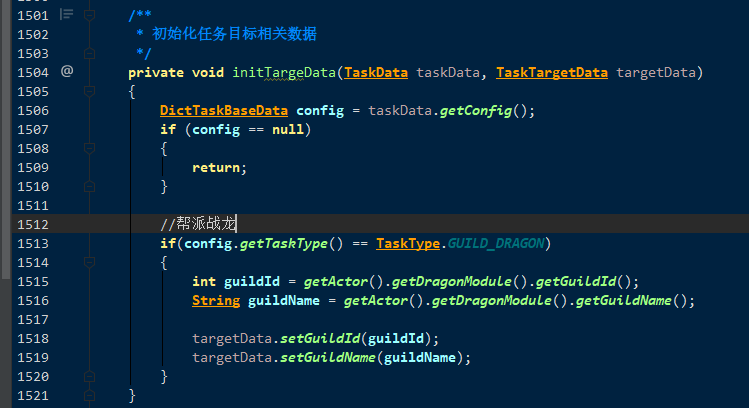 1501 /**
1502 * 初始化任务目标相关数据
1503 */
1504 @ private void initTargeData(TaskData taskData, TaskTargetData targetData)
1505 {
1506 DictTaskBaseData config = taskData.getConfig();
1507 if (config == null)
1508 {
1509 return;
1510 }
1511
1512 //帮派战龙
1513 if(config.getTaskType() == TaskType.GUILD_DRAGON)
1514 {
1515 int guildId = getActor().getDragonModule().getGuildId();
1516 String guildName = getActor().getDragonModule().getGuildName();
1517
1518 targetData.setGuildId(guildId);
1519 targetData.setGuildName(guildName);
1520 }
1521 }